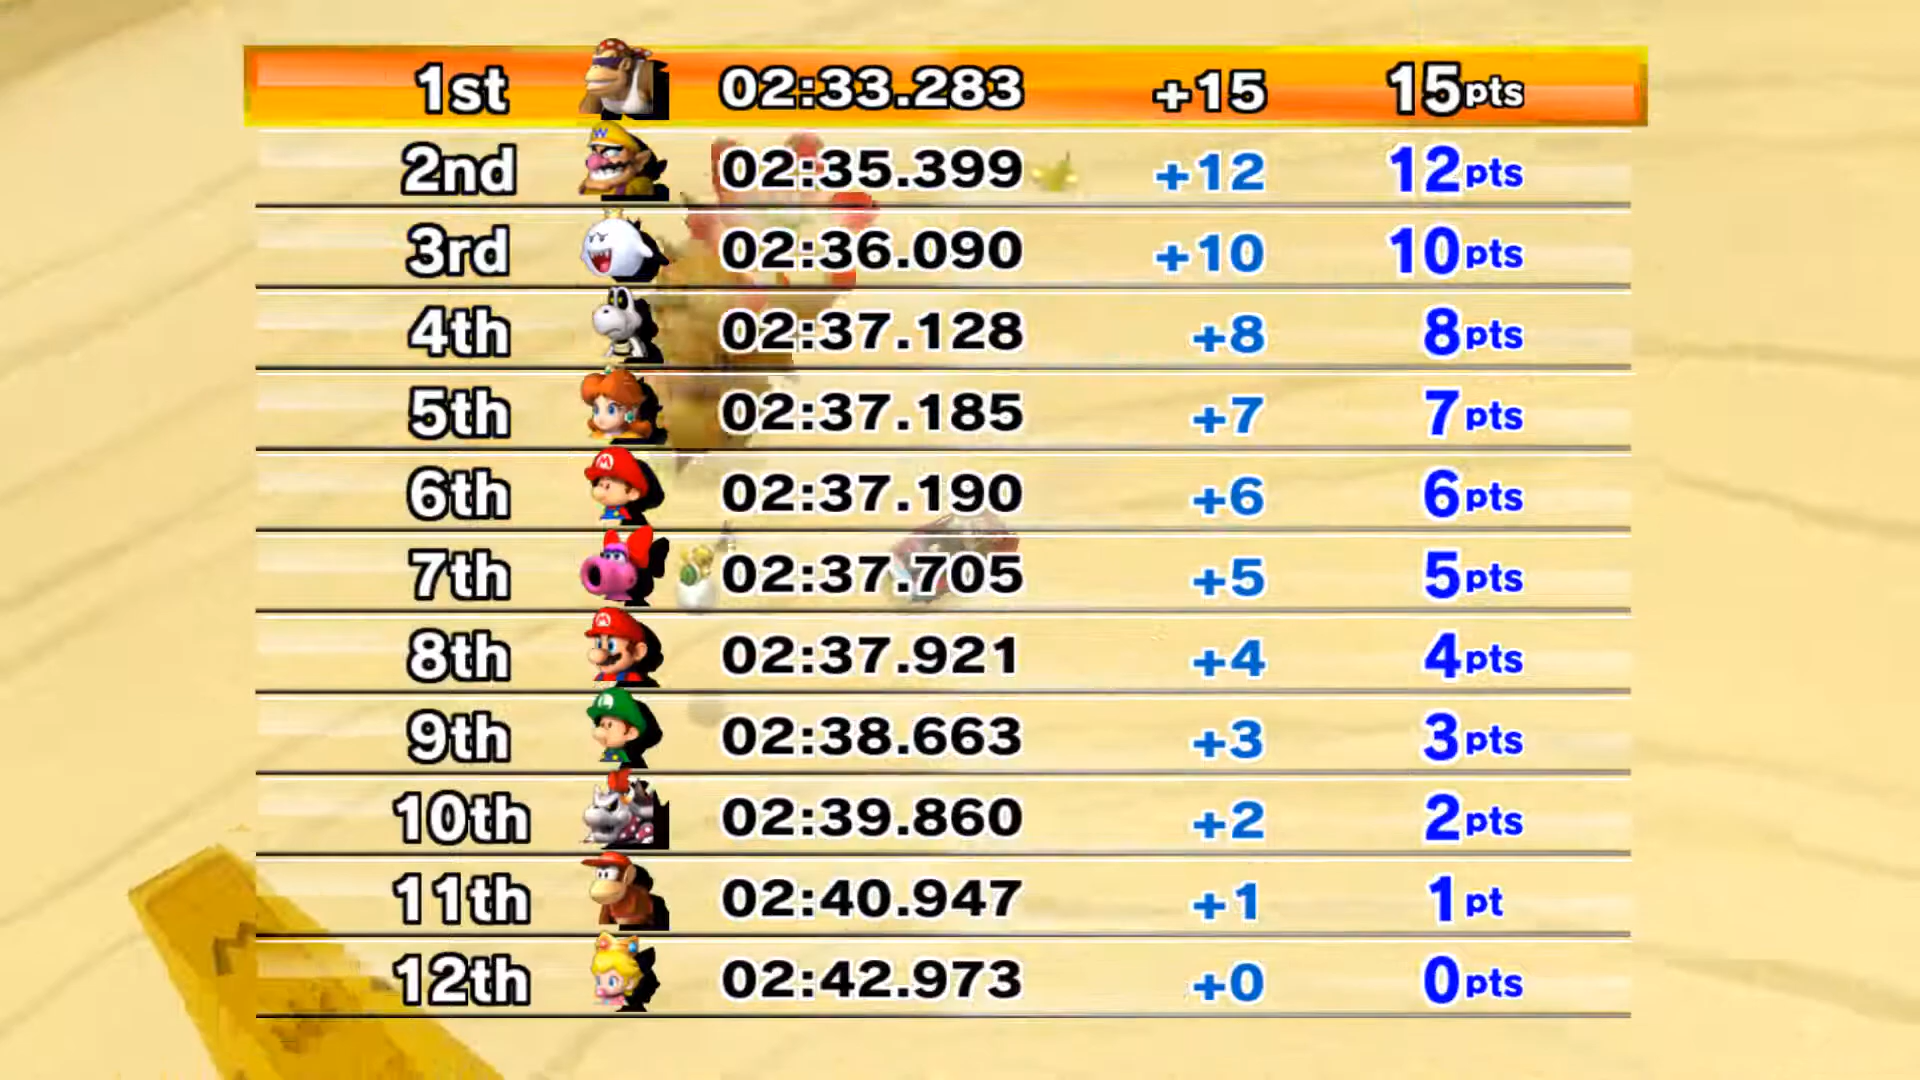 1st 02:33.283 +15 15pts
2nd 02:35.399 +12 12pts
3rd 02:36.090 +10 10pts
4th 02:37.128 +8 8pts
5th 02:37.185 +7 7pts
6th 02:37.190 +6 6pts
7th 02:37.705 +5 5pts
8th 02:37.921 +4 4pts
9th 02:38.663 +3 3pts
10th 02:39.860 +2 2pts
11th 02:40.947 +1 1pt
12th 02:42.973 +0 0pts